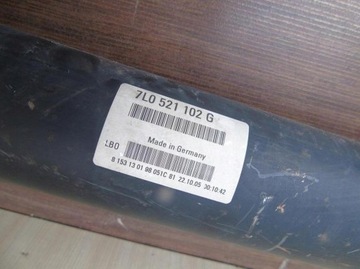 7L0 521 102 G
Made in Germany
LBO
8 153 13 01 98 051C 81 22.10.05 30:10:42